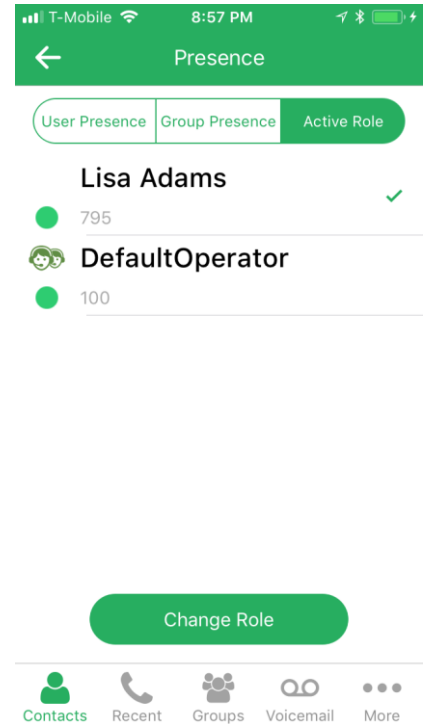 T-Mobile 8:57 PM
Presence
User Presence Group Presence Active Role
Lisa Adams
795
DefaultOperator
100
Change Role
Contacts Recent Groups Voicemail More